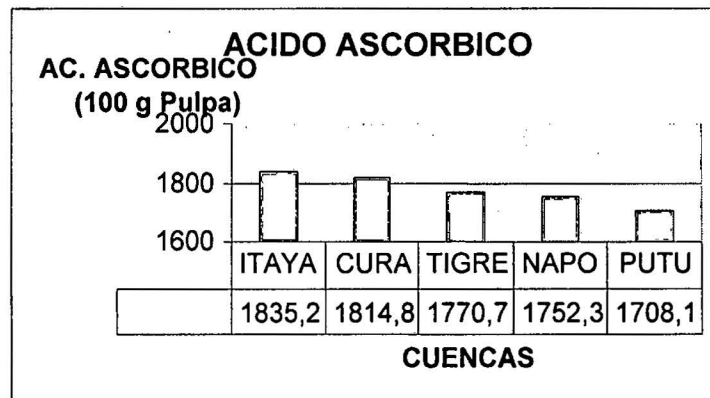 ACIDO ASCORBICO
AC. ASCORBICO
(100 g Pulpa)
2000
1800
1600
ITAYA CURA TIGRE NAPO PUTU
1835,2 1814,8 1770,7 1752,3 1708,1
CUENCAS